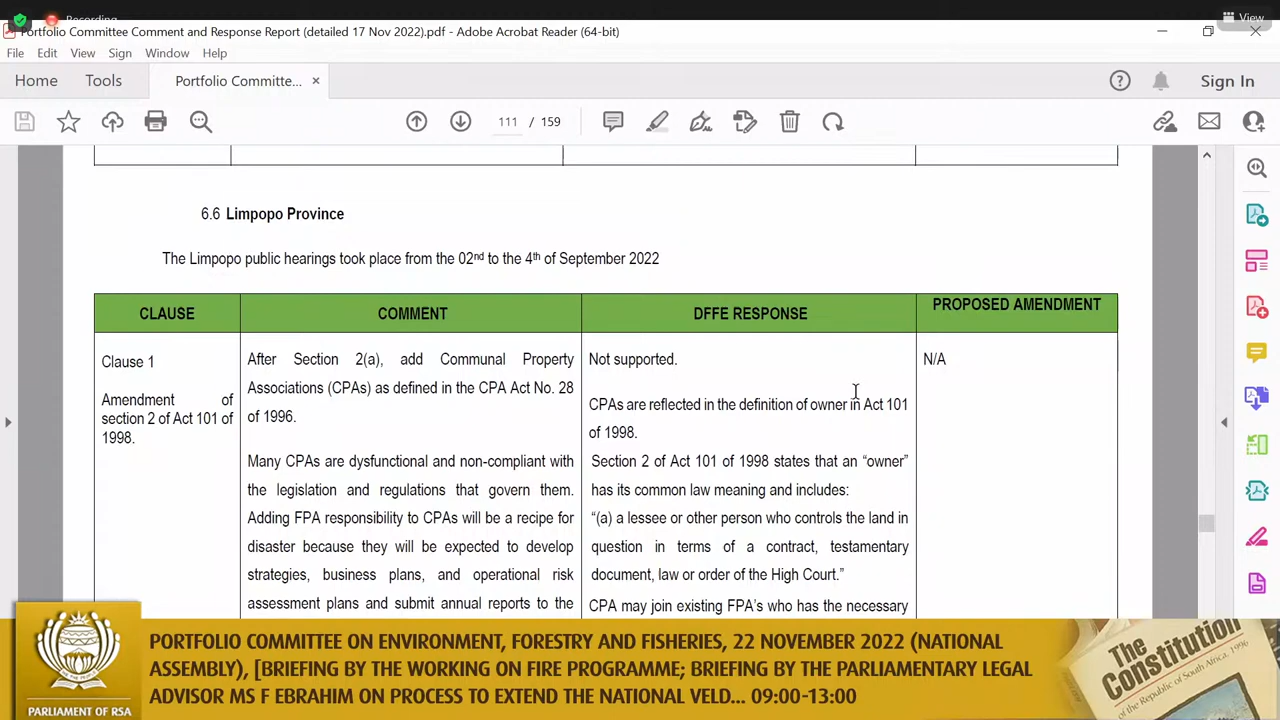 Recording
View
Portfolio Committee Comment and Response Report (detailed 17 Nov 2022).pdf - Adobe Acrobat Reader (64-bit)
File Edit View Sign Window Help
Home Tools Portfolio Committe... × Sign In
111 / 159
6.6 Limpopo Province
The Limpopo public hearings took place from the 02nd to the 4th of September 2022
CLAUSE COMMENT DFFE RESPONSE PROPOSED AMENDMENT
Clause 1
Amendment of
section 2 of Act 101 of
1998.
After Section 2(a), add Communal Property
Associations (CPAs) as defined in the CPA Act No. 28
of 1996.
Many CPAs are dysfunctional and non-compliant with
the legislation and regulations that govern them.
Adding FPA responsibility to CPAs will be a recipe for
disaster because they will be expected to develop
strategies, business plans, and operational risk
assessment plans and submit annual reports to the
Not supported.
CPAs are reflected in the definition of owner in Act 101
of 1998.
Section 2 of Act 101 of 1998 states that an “owner”
has its common law meaning and includes:
“(a) a lessee or other person who controls the land in
question in terms of a contract, testamentary
document, law or order of the High Court.”
CPA may join existing FPA's who has the necessary
N/A
PORTFOLIO COMMITTEE ON ENVIRONMENT, FORESTRY AND FISHERIES, 22 NOVEMBER 2022 (NATIONAL
ASSEMBLY), [BRIEFING BY THE WORKING ON FIRE PROGRAMME; BRIEFING BY THE PARLIAMENTARY LEGAL
ADVISOR MS F EBRAHIM ON PROCESS TO EXTEND THE NATIONAL VELD... 09:00-13:00
PARLIAMENT OF RSA
The
Constitution
of the Republic of South Africa, 1996